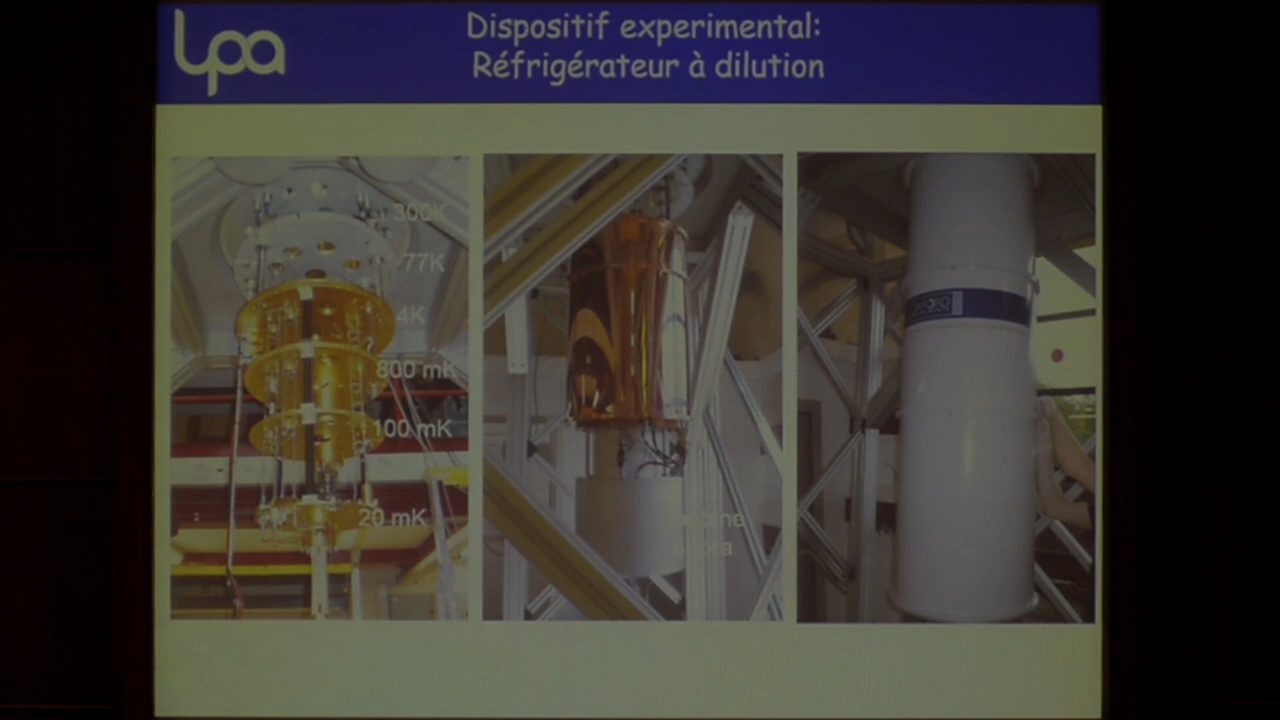 lpa
Dispositif experimental:
Réfrigérateur à dilution
300K
77K
4K
800 mK
100 mK
20 mK